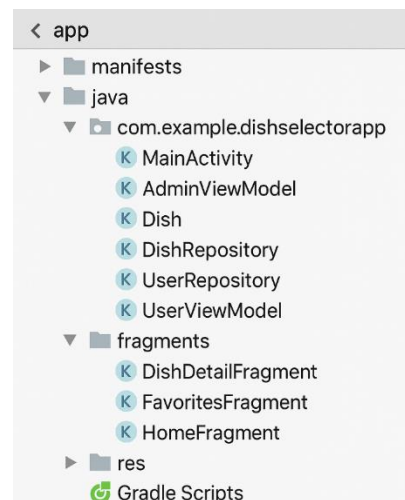 app
manifests
java
com.example.dishselectorapp
K MainActivity
K AdminViewModel
K Dish
K DishRepository
K UserRepository
K UserViewModel
fragments
K DishDetailFragment
K FavoritesFragment
K HomeFragment
res
Gradle Scripts